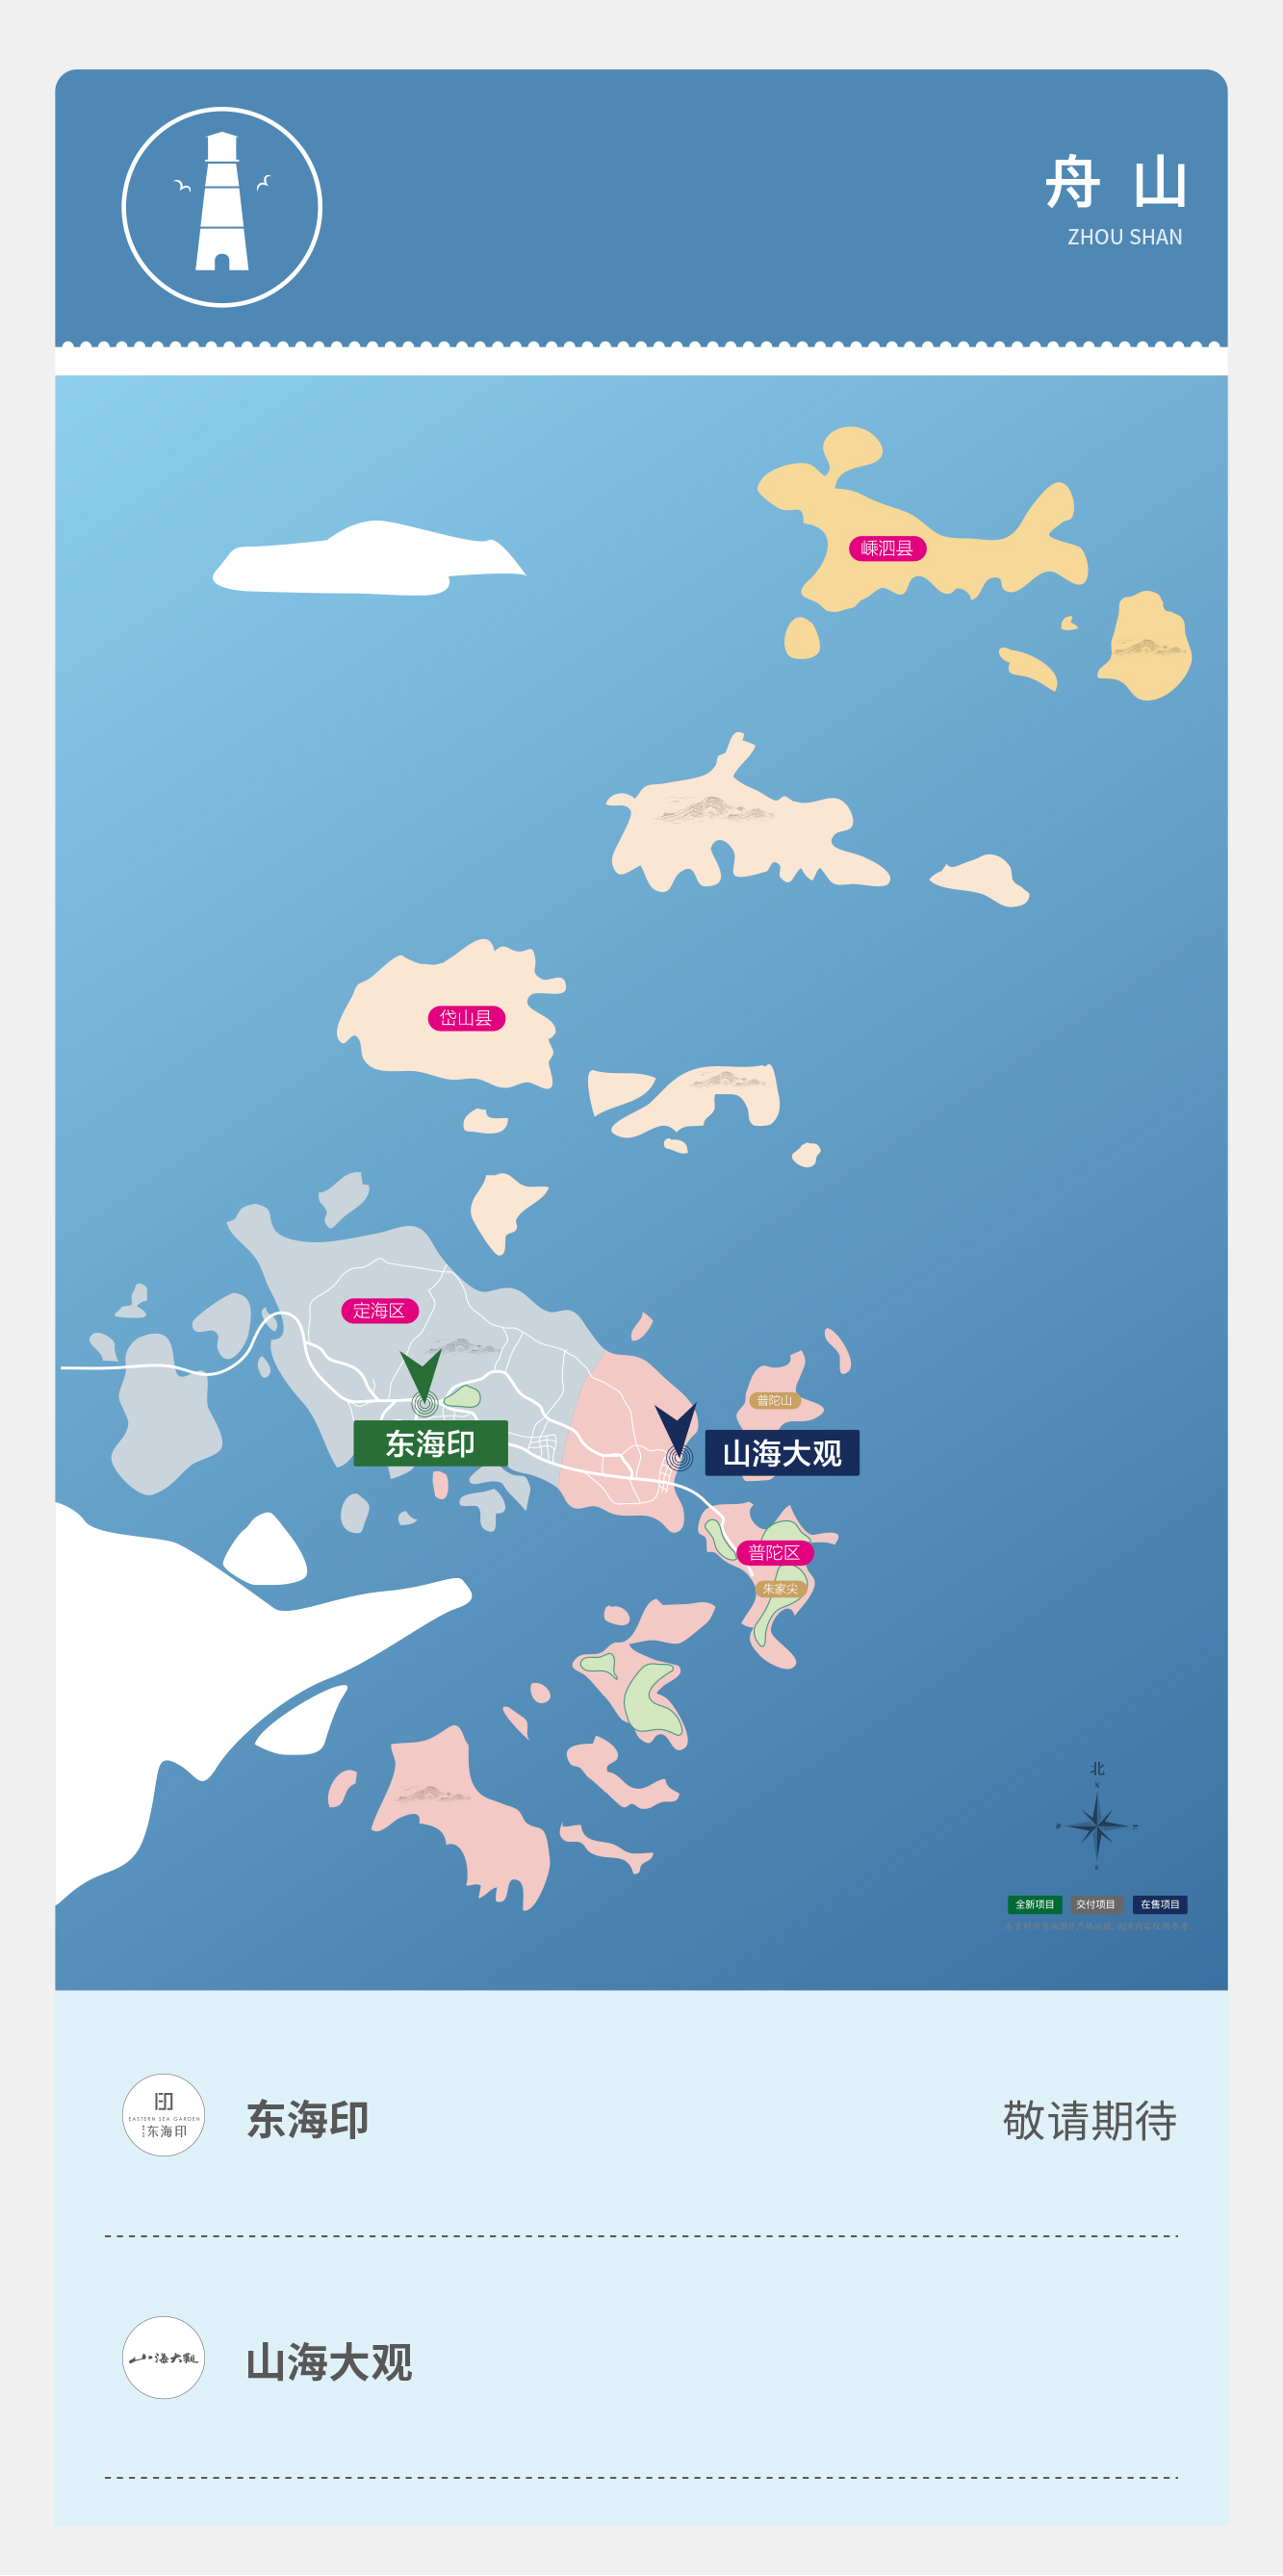 舟 山
ZHOU SHAN
嵊泗县
岱山县
定海区
普陀山
东海印
山海大观
普陀区
朱家尖
北
N
S
全新项目 交付项目 在售项目
印
EASTERN SEA GARDEN
东海印
东海印
敬请期待
山海大觀
山海大观